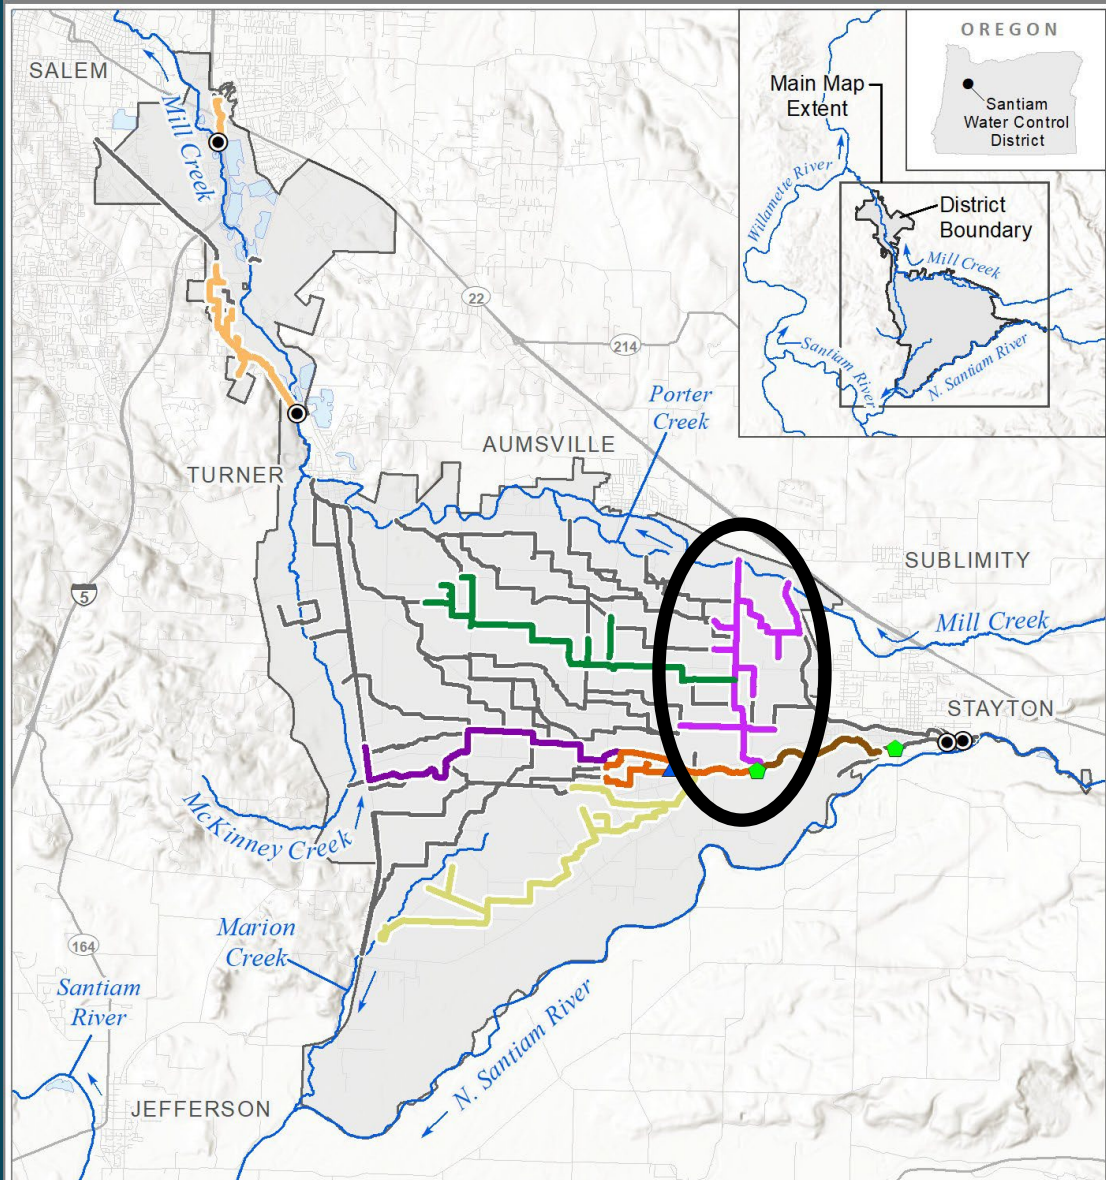 SALEM
Mill Creek
OREGON
Santiam
Water Control
District
Main Map
Extent
Willamette River
District
Boundary
Mill Creek
Santiam River
N. Santiam River
22
214
Porter
Creek
AUMSVILLE
TURNER
SUBLIMITY
5
Mill Creek
STAYTON
McKinney Creek
Marion
Creek
164
Santiam
River
N. Santiam River
JEFFERSON